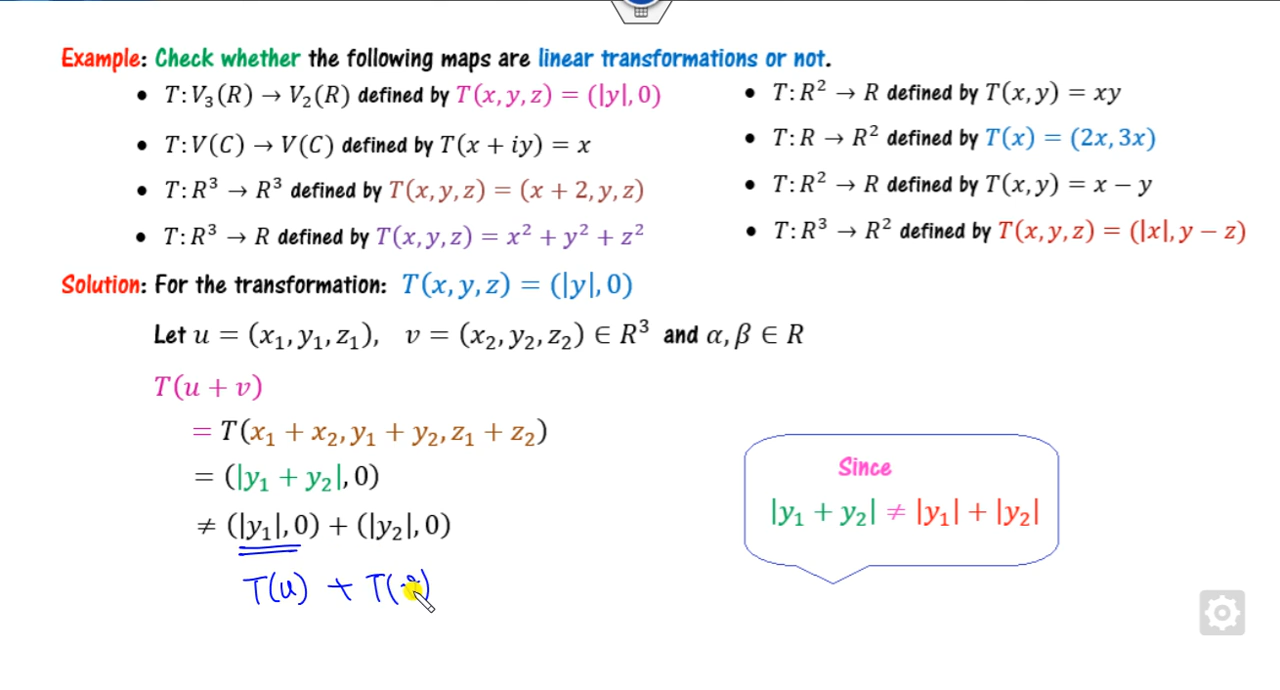 Example: Check whether the following maps are linear transformations or not.
• T: V₃(R) → V₂(R) defined by T(x, y, z) = (|y|, 0)
• T: V(C) → V(C) defined by T(x + iy) = x
• T: R³ → R³ defined by T(x, y, z) = (x + 2, y, z)
• T: R³ → R defined by T(x, y, z) = x² + y² + z²
• T: R² → R defined by T(x, y) = xy
• T: R → R² defined by T(x) = (2x, 3x)
• T: R² → R defined by T(x, y) = x − y
• T: R³ → R² defined by T(x, y, z) = (|x|, y − z)
Solution: For the transformation: T(x, y, z) = (|y|, 0)
Let u = (x₁, y₁, z₁), v = (x₂, y₂, z₂) ∈ R³ and α, β ∈ R
T(u + v)
= T(x₁ + x₂, y₁ + y₂, z₁ + z₂)
= (|y₁ + y₂|, 0)
≠ (|y₁|, 0) + (|y₂|, 0)
T(u) + T(
Since
|y₁ + y₂| ≠ |y₁| + |y₂|